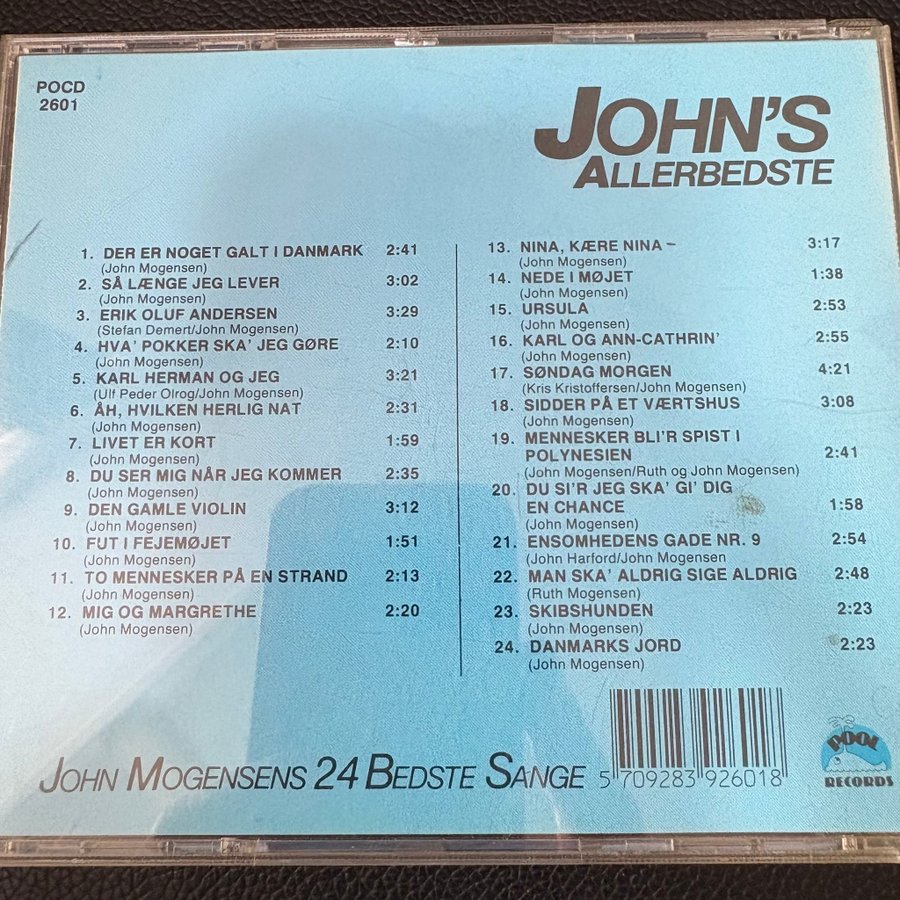 POCD
2601
JOHN'S
ALLERBEDSTE
1. DER ER NOGET GALT I DANMARK 2:41
(John Mogensen)
2. SÅ LÆNGE JEG LEVER 3:02
(John Mogensen)
3. ERIK OLUF ANDERSEN 3:29
(Stefan Demert/John Mogensen)
4. HVA' POKKER SKA' JEG GØRE 2:10
(John Mogensen)
5. KARL HERMAN OG JEG 3:21
(Ulf Peder Olrog/John Mogensen)
6. ÅH, HVILKEN HERLIG NAT 2:31
(John Mogensen)
7. LIVET ER KORT 1:59
(John Mogensen)
8. DU SER MIG NÅR JEG KOMMER 2:35
(John Mogensen)
9. DEN GAMLE VIOLIN 3:12
(John Mogensen)
10. FUT I FEJEMØJET 1:51
(John Mogensen)
11. TO MENNESKER PÅ EN STRAND 2:13
(John Mogensen)
12. MIG OG MARGRETHE 2:20
(John Mogensen)
13. NINA, KÆRE NINA – 3:17
(John Mogensen)
14. NEDE I MØJET 1:38
(John Mogensen)
15. URSULA 2:53
(John Mogensen)
16. KARL OG ANN-CATHRIN' 2:55
(John Mogensen)
17. SØNDAG MORGEN 4:21
(Kris Kristoffersen/John Mogensen)
18. SIDDER PÅ ET VÆRTSHUS 3:08
(John Mogensen)
19. MENNESKER BLI'R SPIST I
POLYNESIEN 2:41
(John Mogensen/Ruth og John Mogensen)
20. DU SI'R JEG SKA' GI' DIG
EN CHANCE 1:58
(John Mogensen)
21. ENSOMHEDENS GADE NR. 9 2:54
(John Harford/John Mogensen
22. MAN SKA' ALDRIG SIGE ALDRIG 2:48
(Ruth Mogensen)
23. SKIBSHUNDEN 2:23
(John Mogensen)
24. DANMARKS JORD 2:23
(John Mogensen)
JOHN MOGENSENS 24 BEDSTE SANGE
5 709283 926018
POOL
RECORDS